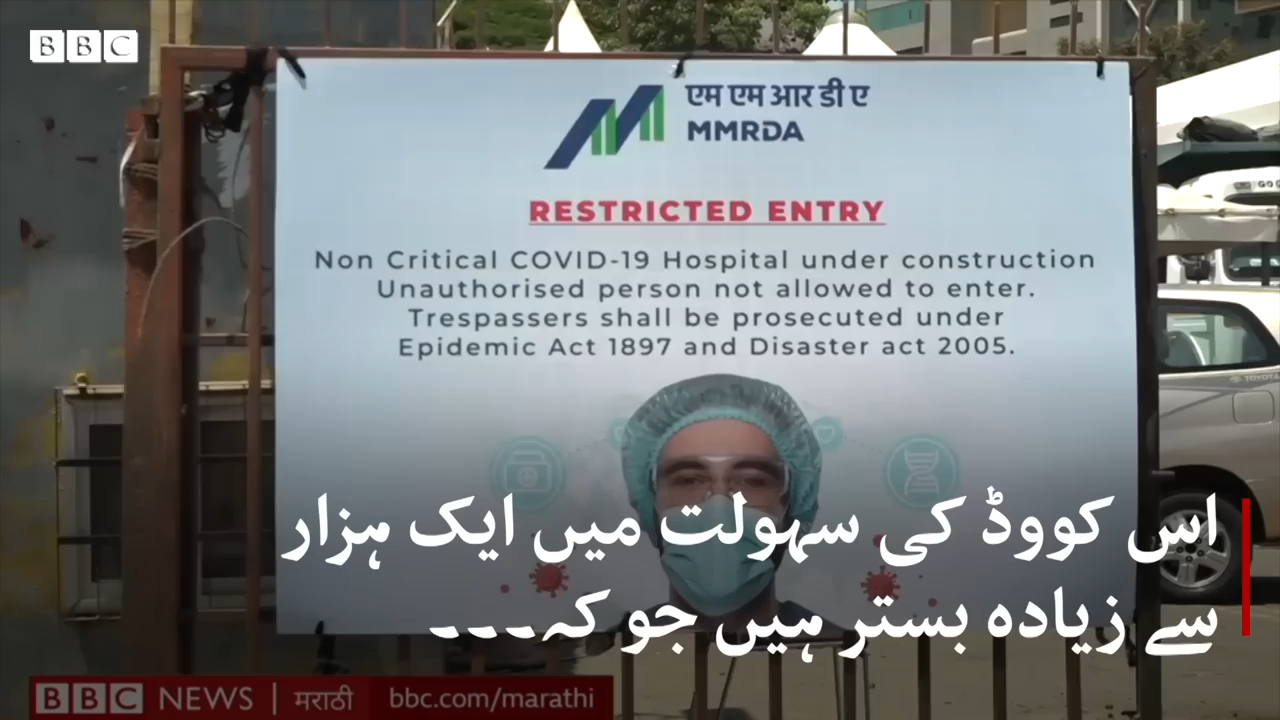 BBC
एम एम आर डी ए
MMRDA
RESTRICTED ENTRY
Non Critical COVID-19 Hospital under construction
Unauthorised person not allowed to enter.
Trespassers shall be prosecuted under
Epidemic Act 1897 and Disaster act 2005.
اس کووڈ کی سہولت میں ایک ہزار
سے زیادہ بستر ہیں جو کہ۔۔۔
BBC NEWS | मराठी bbc.com/marathi